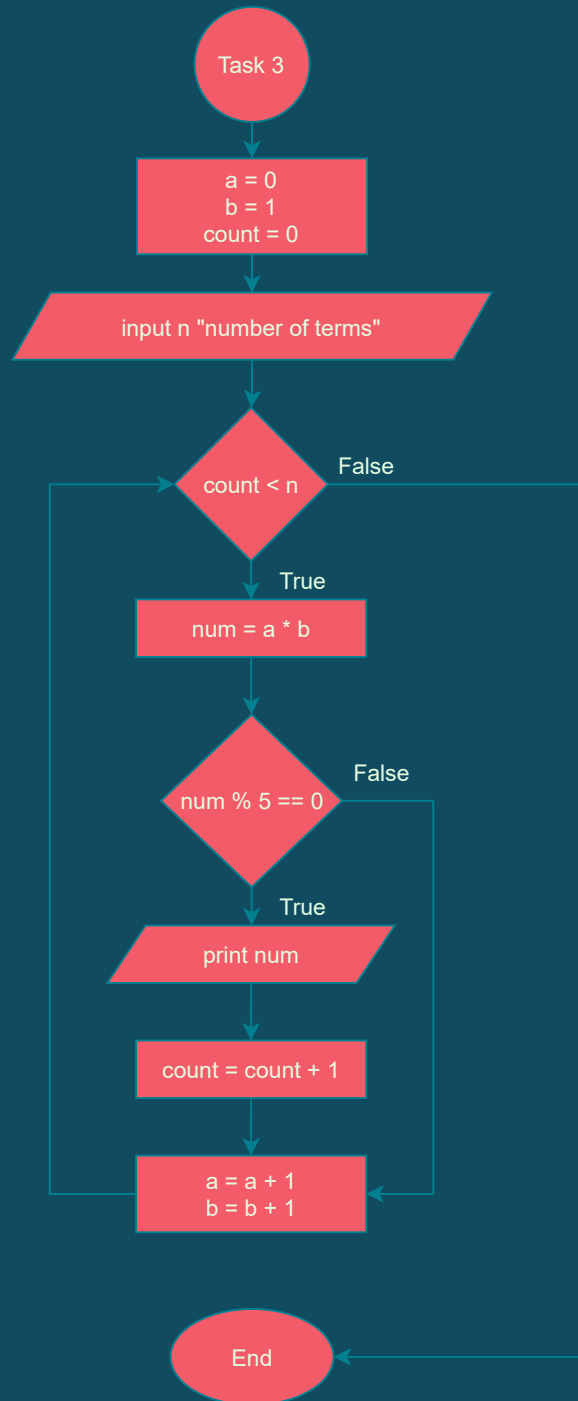 Task 3
a = 0
b = 1
count = 0
input n "number of terms"
count < n
False
True
num = a * b
num % 5 == 0
False
True
print num
count = count + 1
a = a + 1
b = b + 1
End